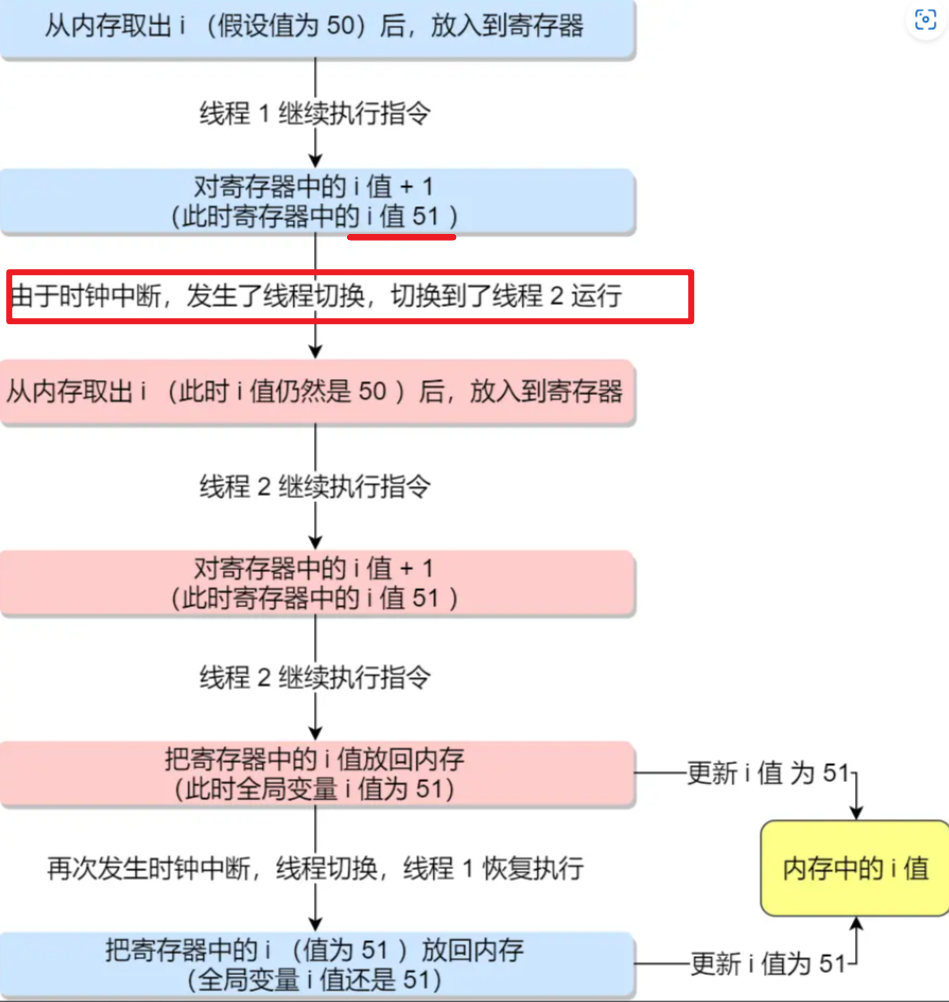 从内存取出 i （假设值为 50）后，放入到寄存器
线程 1 继续执行指令
对寄存器中的 i 值 + 1
（此时寄存器中的 i 值 51 ）
由于时钟中断，发生了线程切换，切换到了线程 2 运行
从内存取出 i （此时 i 值仍然是 50 ）后，放入到寄存器
线程 2 继续执行指令
对寄存器中的 i 值 + 1
（此时寄存器中的 i 值 51 ）
线程 2 继续执行指令
把寄存器中的 i 值放回内存
（此时全局变量 i 值为 51）
更新 i 值 为 51
再次发生时钟中断，线程切换，线程 1 恢复执行
内存中的 i 值
把寄存器中的 i （值为 51 ）放回内存
（全局变量 i 值还是 51）
更新 i 值为 51